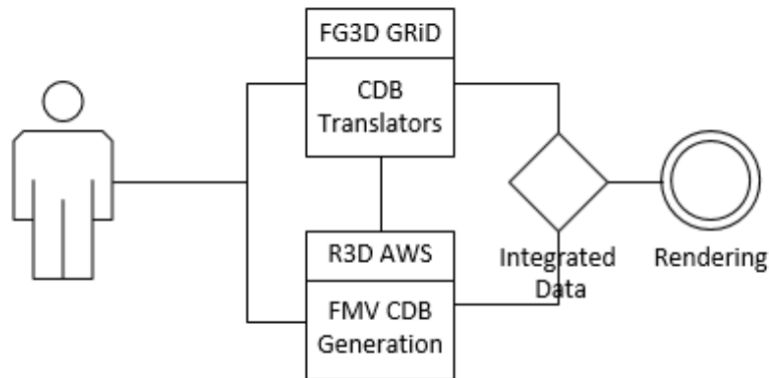 FG3D GRiD
CDB
Translators
R3D AWS
FMV CDB
Generation
Integrated
Data
Rendering